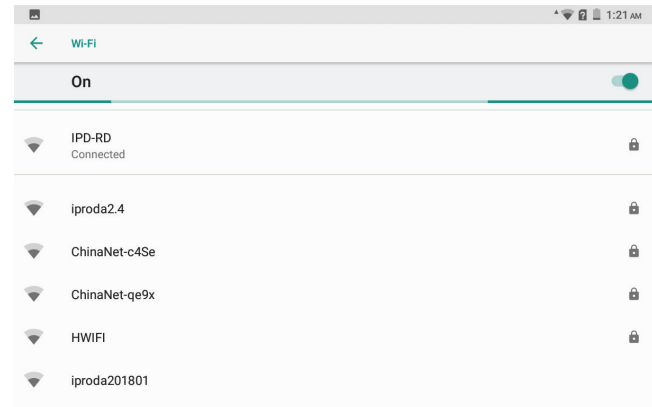 1:21 AM
Wi-Fi
On
IPD-RD
Connected
iproda2.4
ChinaNet-c4Se
ChinaNet-qe9x
HWIFI
iproda201801